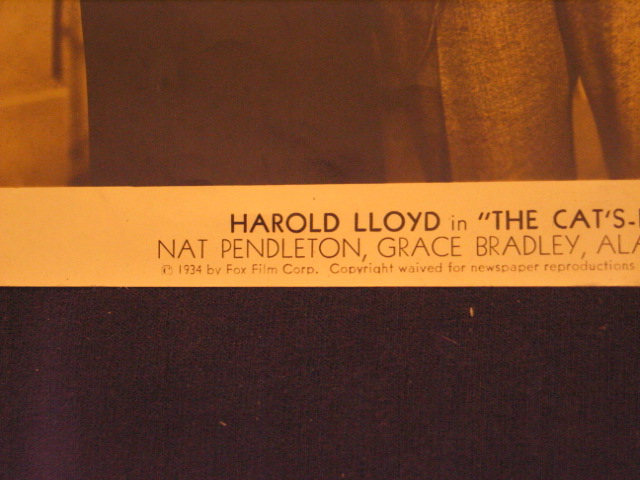 HAROLD LLOYD in "THE CAT'S-
NAT PENDLETON, GRACE BRADLEY, ALA
© 1934 by Fox Film Corp. Copyright waived for newspaper reproductions